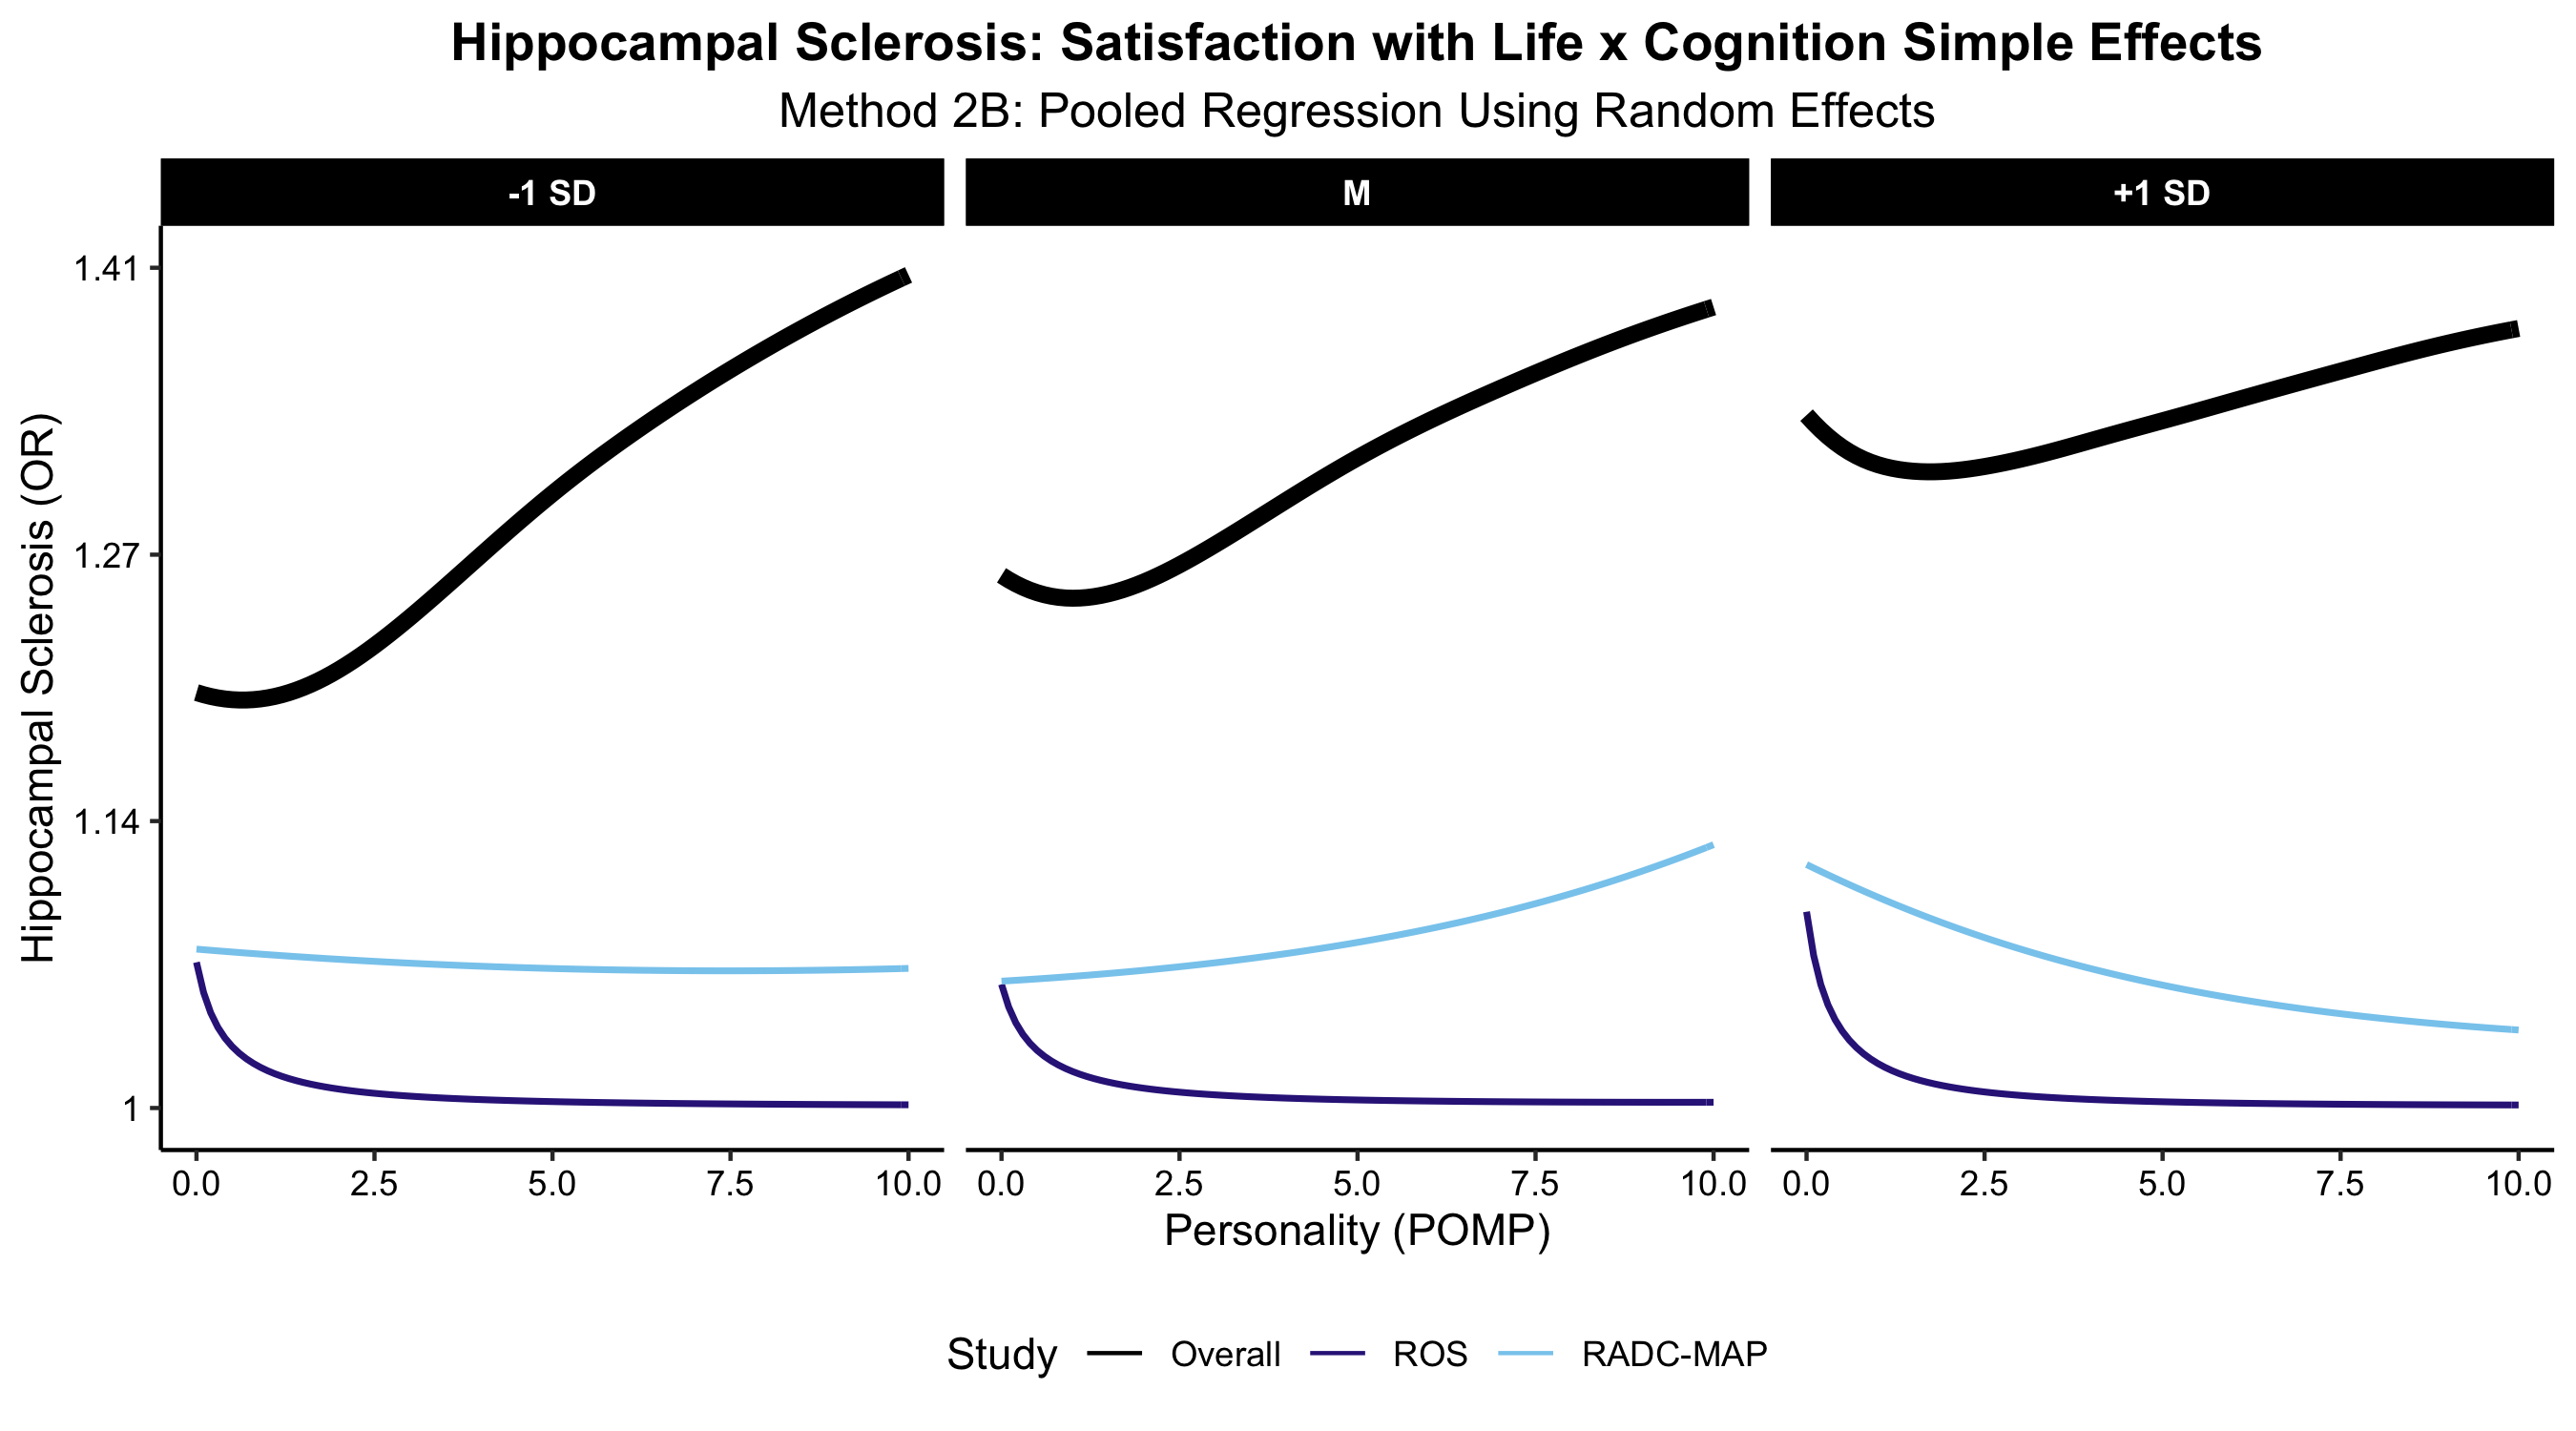 Hippocampal Sclerosis: Satisfaction with Life x Cognition Simple Effects
Method 2B: Pooled Regression Using Random Effects
-1 SD
M
+1 SD
Hippocampal Sclerosis (OR)
1.41
1.27
1.14
1
0.0 2.5 5.0 7.5 10.0
0.0 2.5 5.0 7.5 10.0
0.0 2.5 5.0 7.5 10.0
Personality (POMP)
Study Overall ROS RADC-MAP